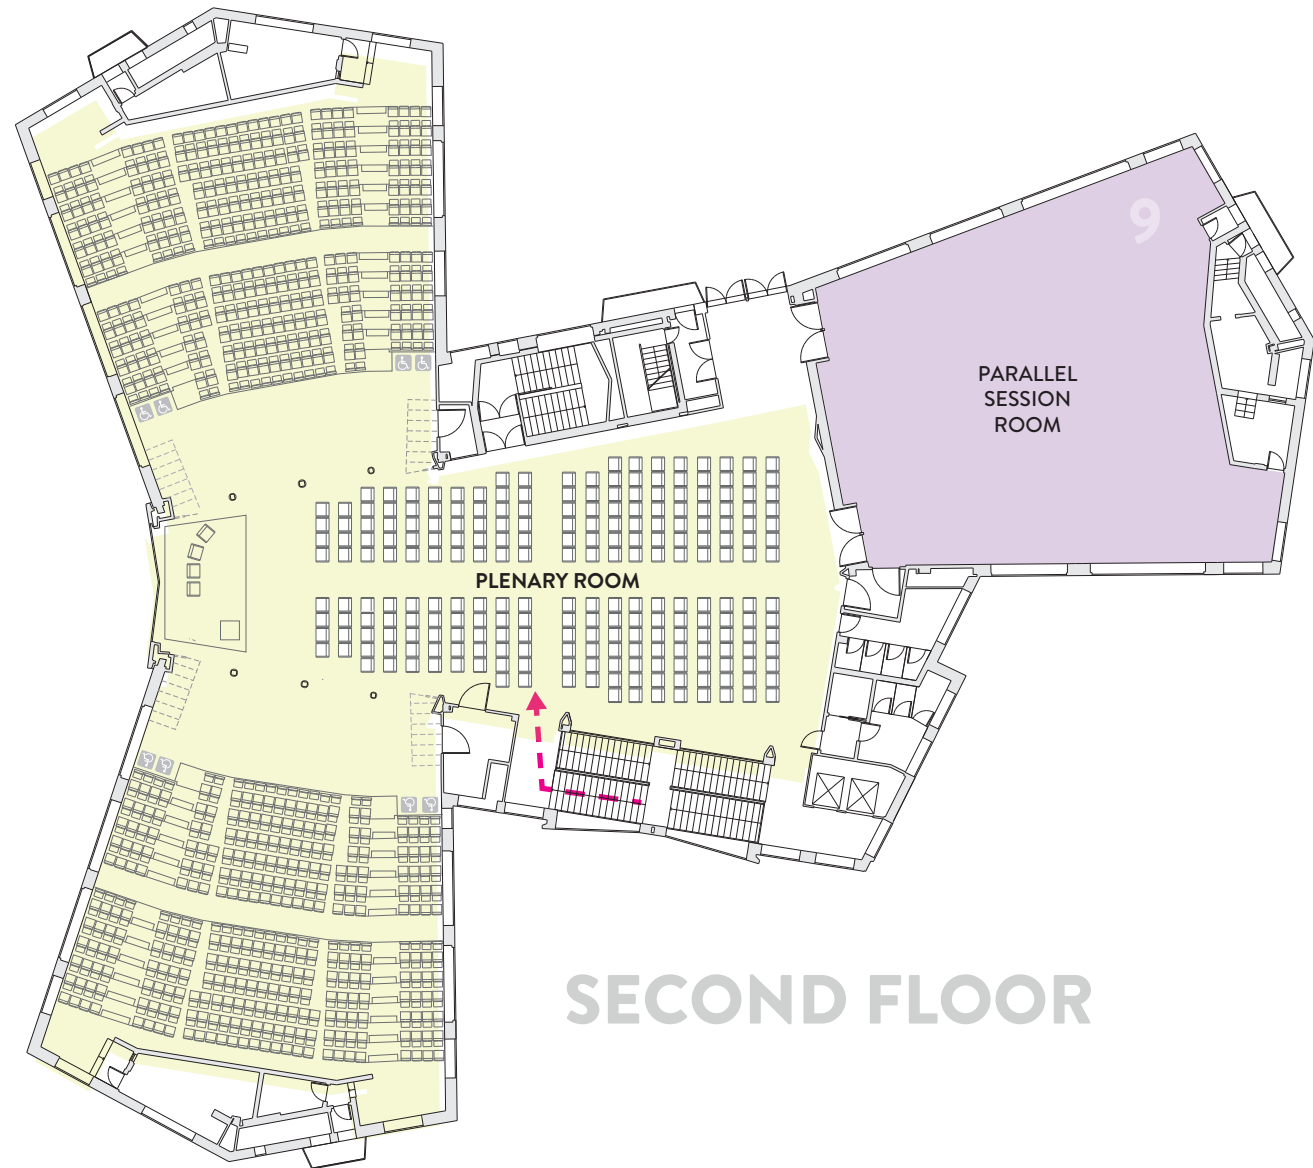 9
PARALLEL
SESSION
ROOM
PLENARY ROOM
SECOND FLOOR